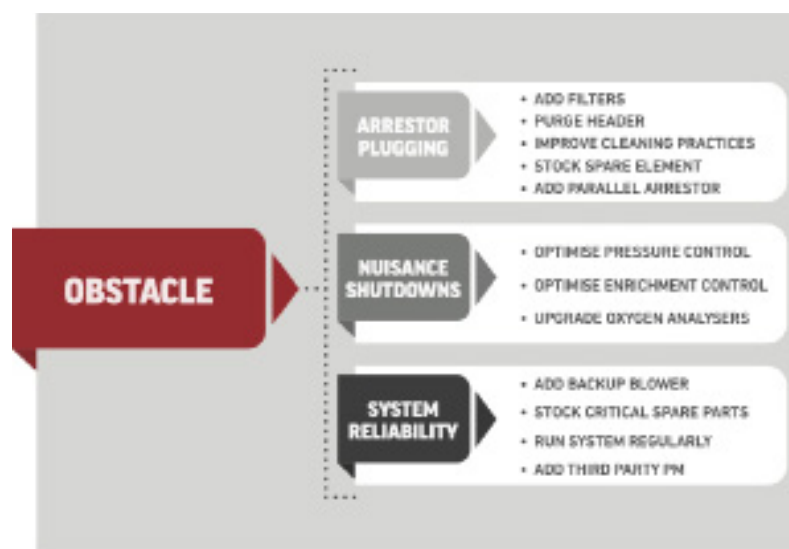 OBSTACLE
ARRESTOR
PLUGGING
• ADD FILTERS
• PURGE HEADER
• IMPROVE CLEANING PRACTICES
• STOCK SPARE ELEMENT
• ADD PARALLEL ARRESTOR
NUISANCE
SHUTDOWNS
• OPTIMISE PRESSURE CONTROL
• OPTIMISE ENRICHMENT CONTROL
• UPGRADE OXYGEN ANALYSERS
SYSTEM
RELIABILITY
• ADD BACKUP BLOWER
• STOCK CRITICAL SPARE PARTS
• RUN SYSTEM REGULARLY
• ADD THIRD PARTY PM